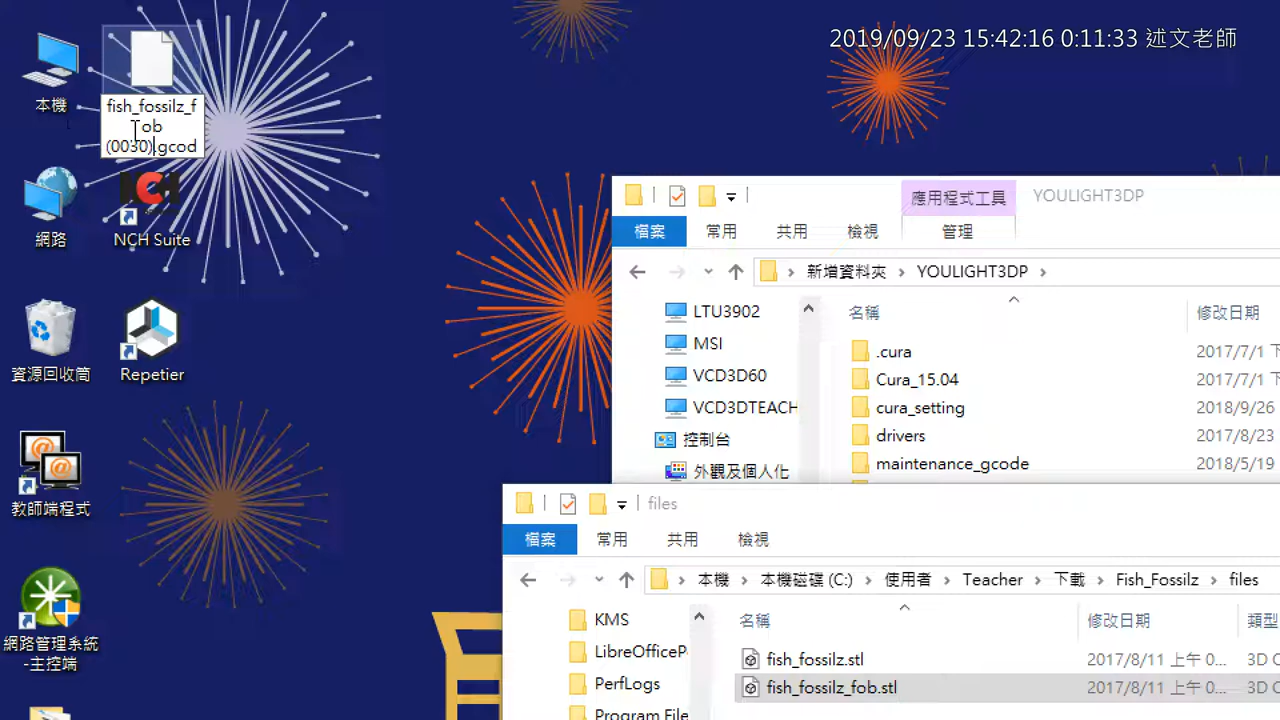 2019/09/23 15:42:16 0:11:33 述文老師
本機
fish_fossilz_f
ob
(0030).gcod
網路
NCH Suite
資源回收筒
Repetier
教師端程式
網路管理系統
-主控端
應用程式工具
YOULIGHT3DP
檔案
常用
共用
檢視
管理
新增資料夾
YOULIGHT3DP
LTU3902
MSI
VCD3D60
VCD3DTEACH
控制台
外觀及個人化
名稱
修改日期
.cura
2017/7/1 下
Cura_15.04
2017/7/1 下
cura_setting
2018/9/26
drivers
2017/8/23
maintenance_gcode
2018/5/19
files
檔案
常用
共用
檢視
本機
本機磁碟 (C:)
使用者
Teacher
下載
Fish_Fossilz
files
KMS
LibreOfficeP
PerfLogs
Program File
名稱
修改日期
類型
fish_fossilz.stl
2017/8/11 上午 0...
3D C
fish_fossilz_fob.stl
2017/8/11 上午 0...
3D C